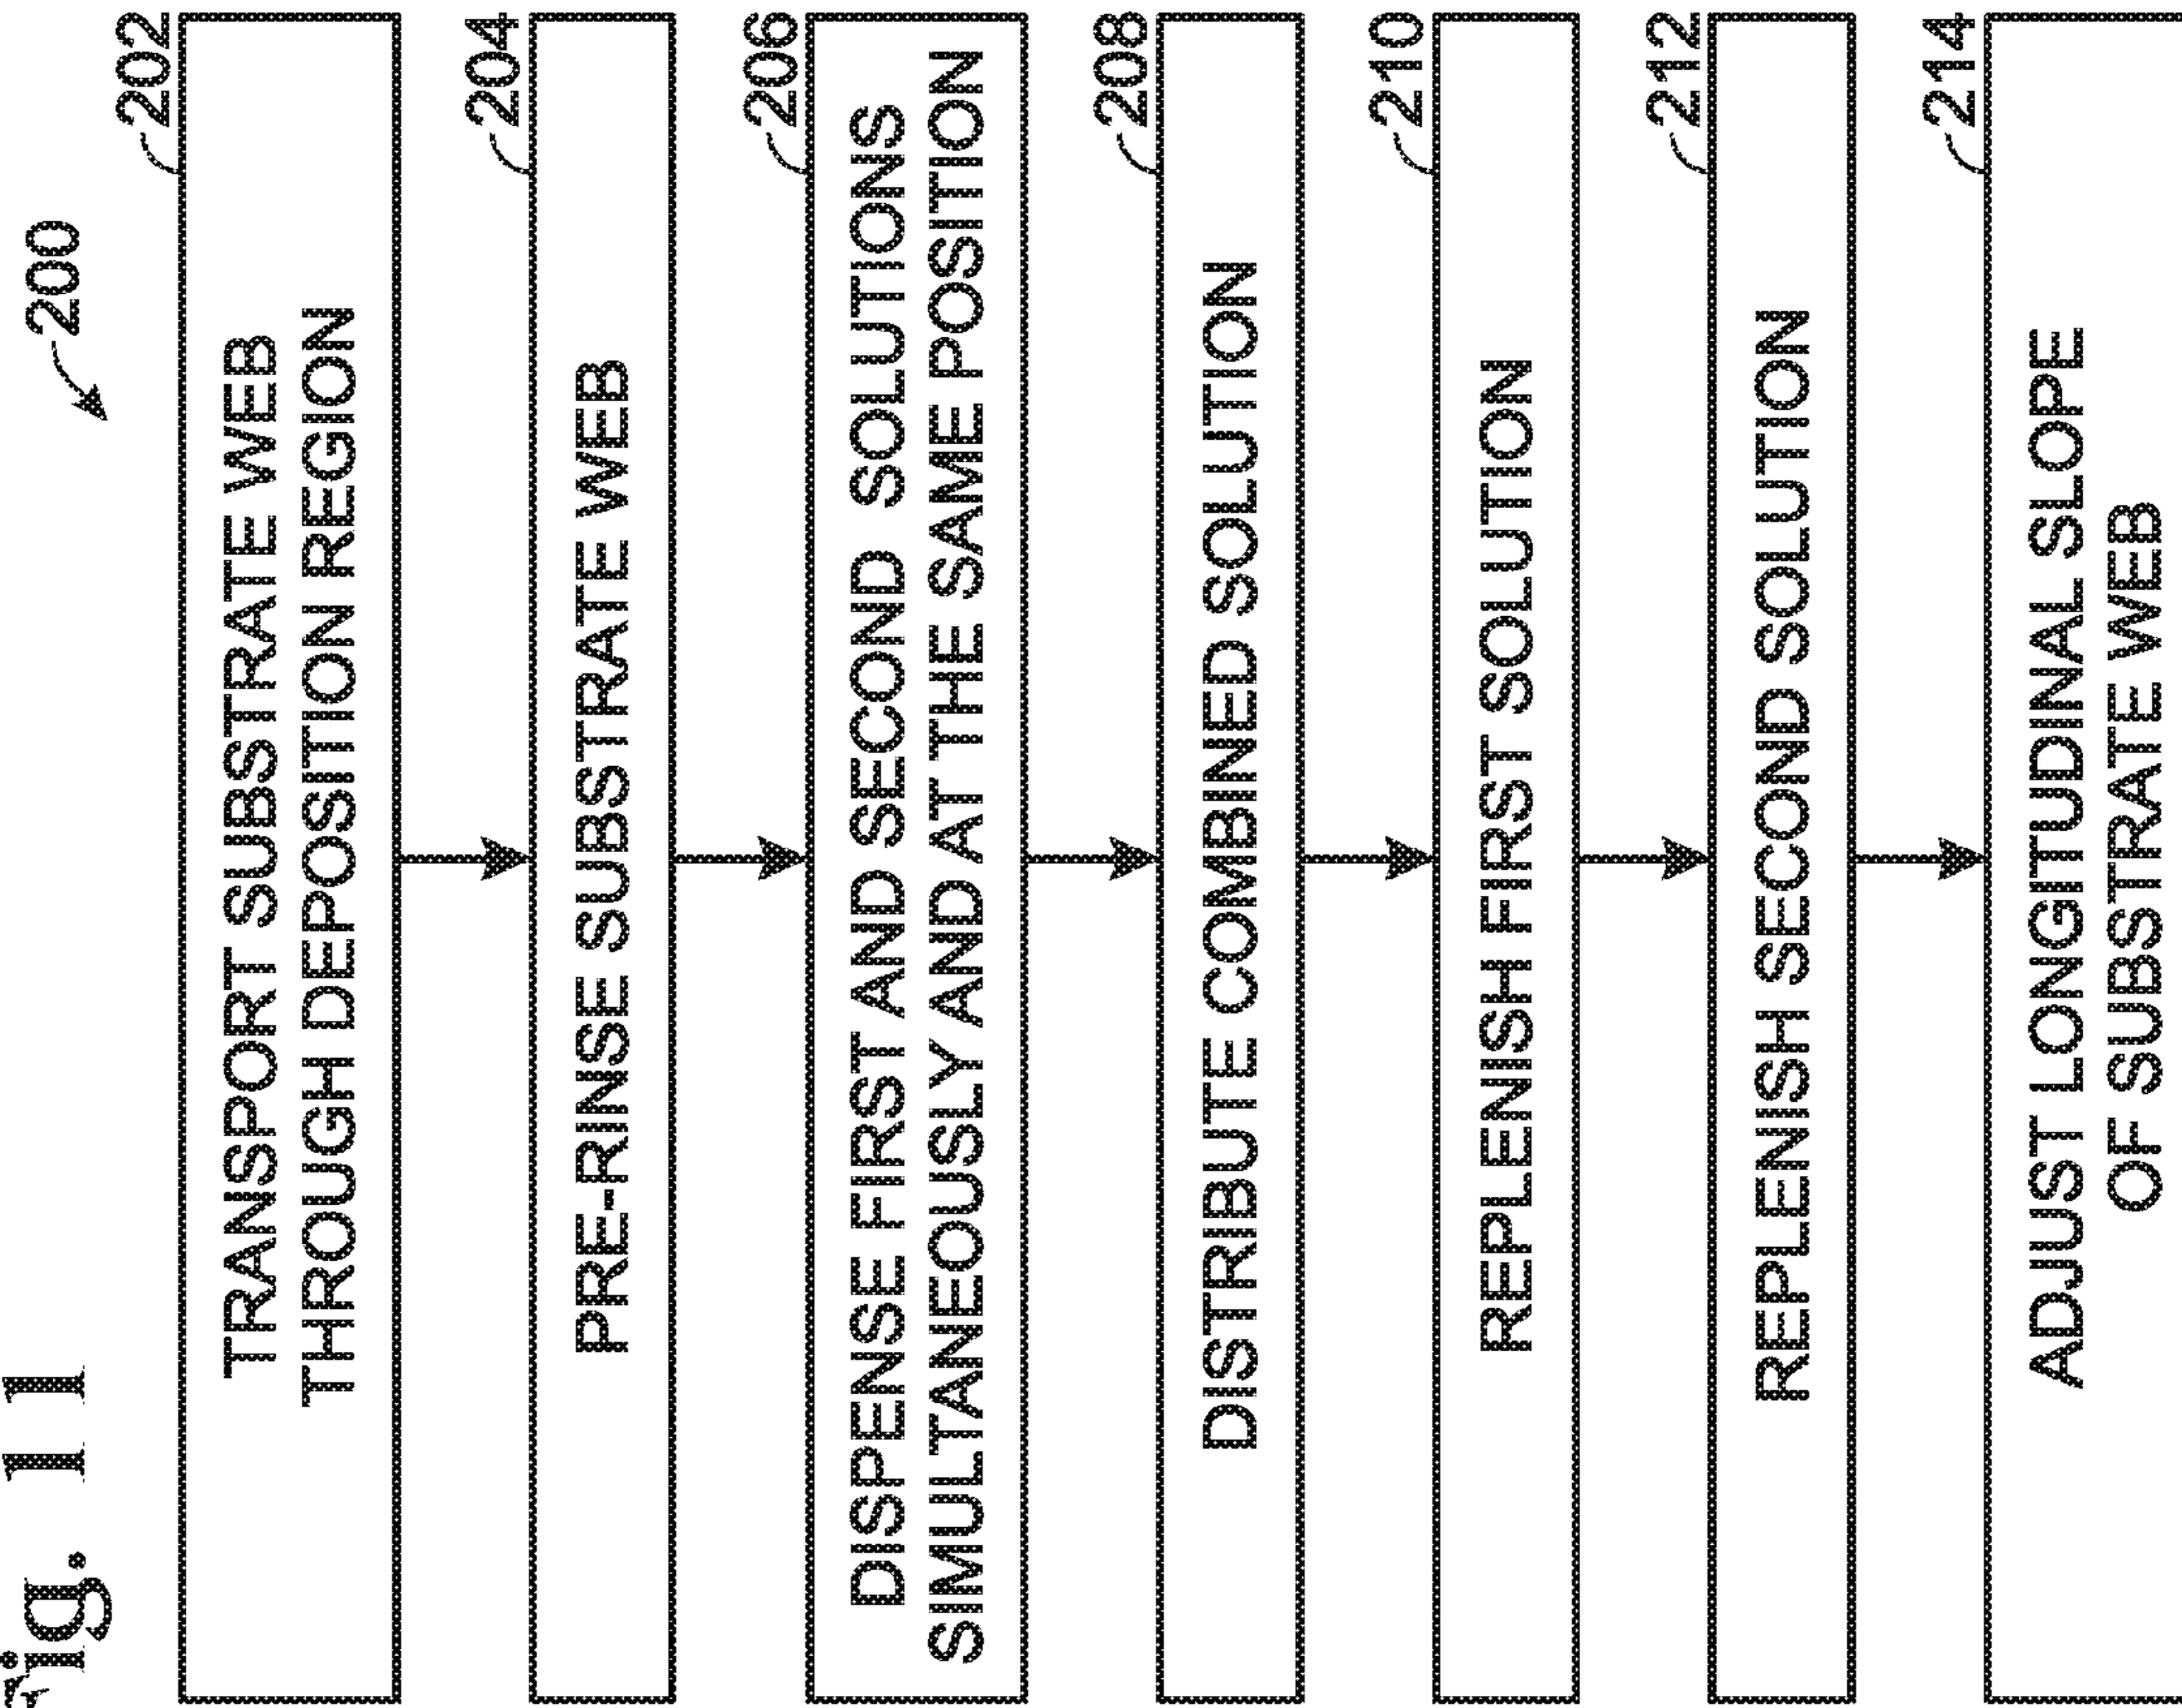 Fig. 11
200
202
TRANSPORT SUBSTRATE WEB
THROUGH DEPOSITION REGION
204
PRE-RINSE SUBSTRATE WEB
206
DISPENSE FIRST AND SECOND SOLUTIONS
SIMULTANEOUSLY AND AT THE SAME POSITION
208
DISTRIBUTE COMBINED SOLUTION
210
REPLENISH FIRST SOLUTION
212
REPLENISH SECOND SOLUTION
214
ADJUST LONGITUDINAL SLOPE
OF SUBSTRATE WEB